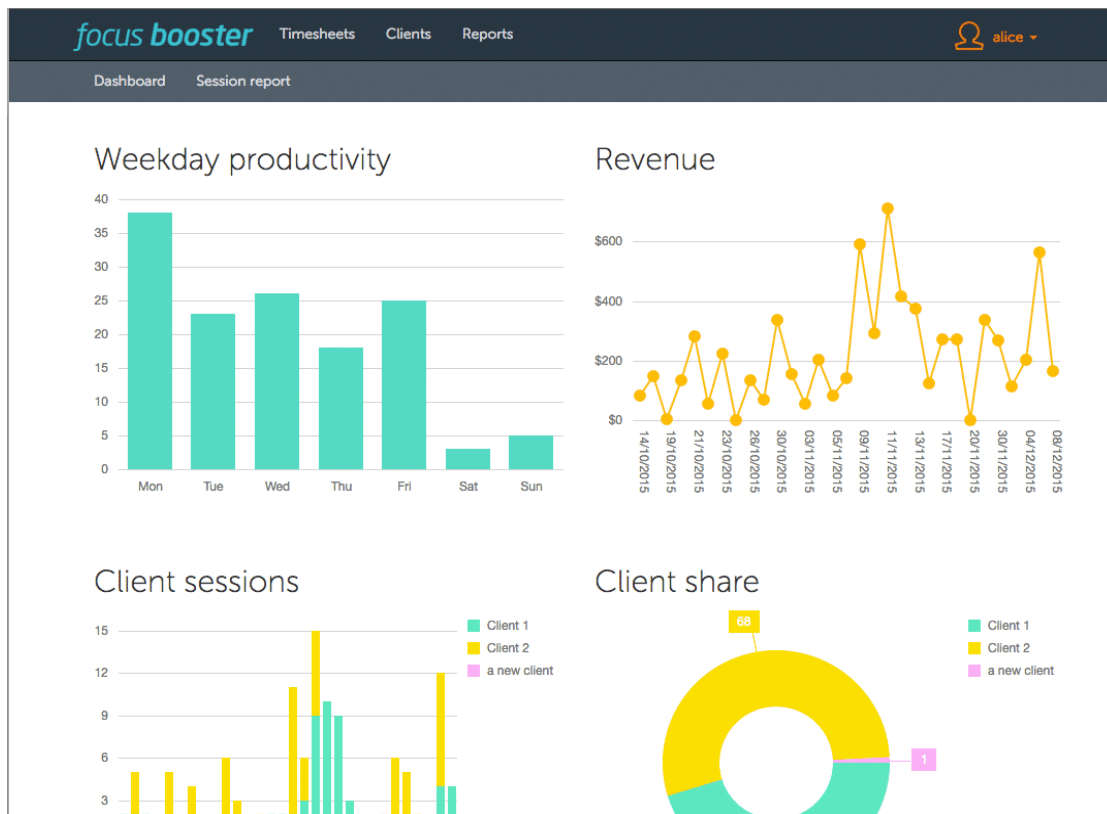 focus booster Timesheets Clients Reports alice
Dashboard Session report
Weekday productivity
40
35
30
25
20
15
10
5
0
Mon Tue Wed Thu Fri Sat Sun
Revenue
$600
$400
$200
$0
14/10/2015 19/10/2015 21/10/2015 23/10/2015 26/10/2015 30/10/2015 03/11/2015 05/11/2015 09/11/2015 11/11/2015 13/11/2015 17/11/2015 20/11/2015 30/11/2015 04/12/2015 08/12/2015
Client sessions
15
12
9
6
3
Client 1
Client 2
a new client
Client share
68
1
Client 1
Client 2
a new client